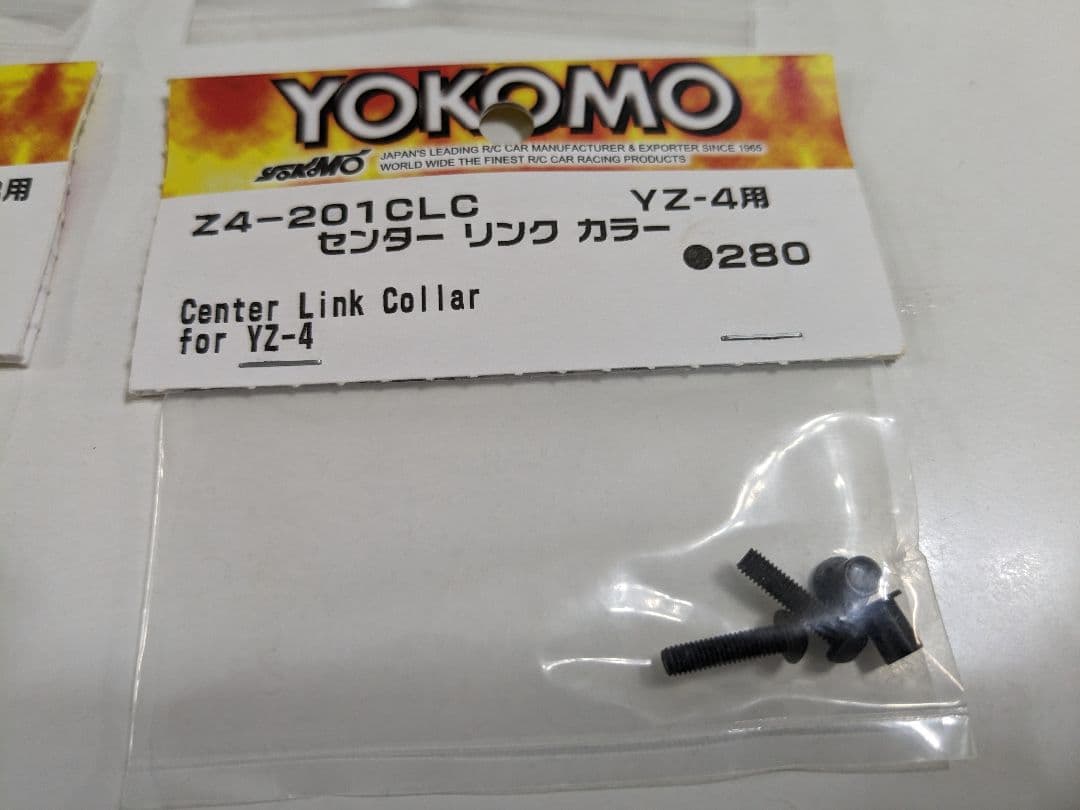 YOKOMO
YOKOMO JAPAN'S LEADING R/C CAR MANUFACTURER & EXPORTER SINCE 1965
WORLD WIDE THE FINEST R/C CAR RACING PRODUCTS
Z4-201CLC YZ-4用
センター リンク カラー
●280
Center Link Collar
for YZ-4
用